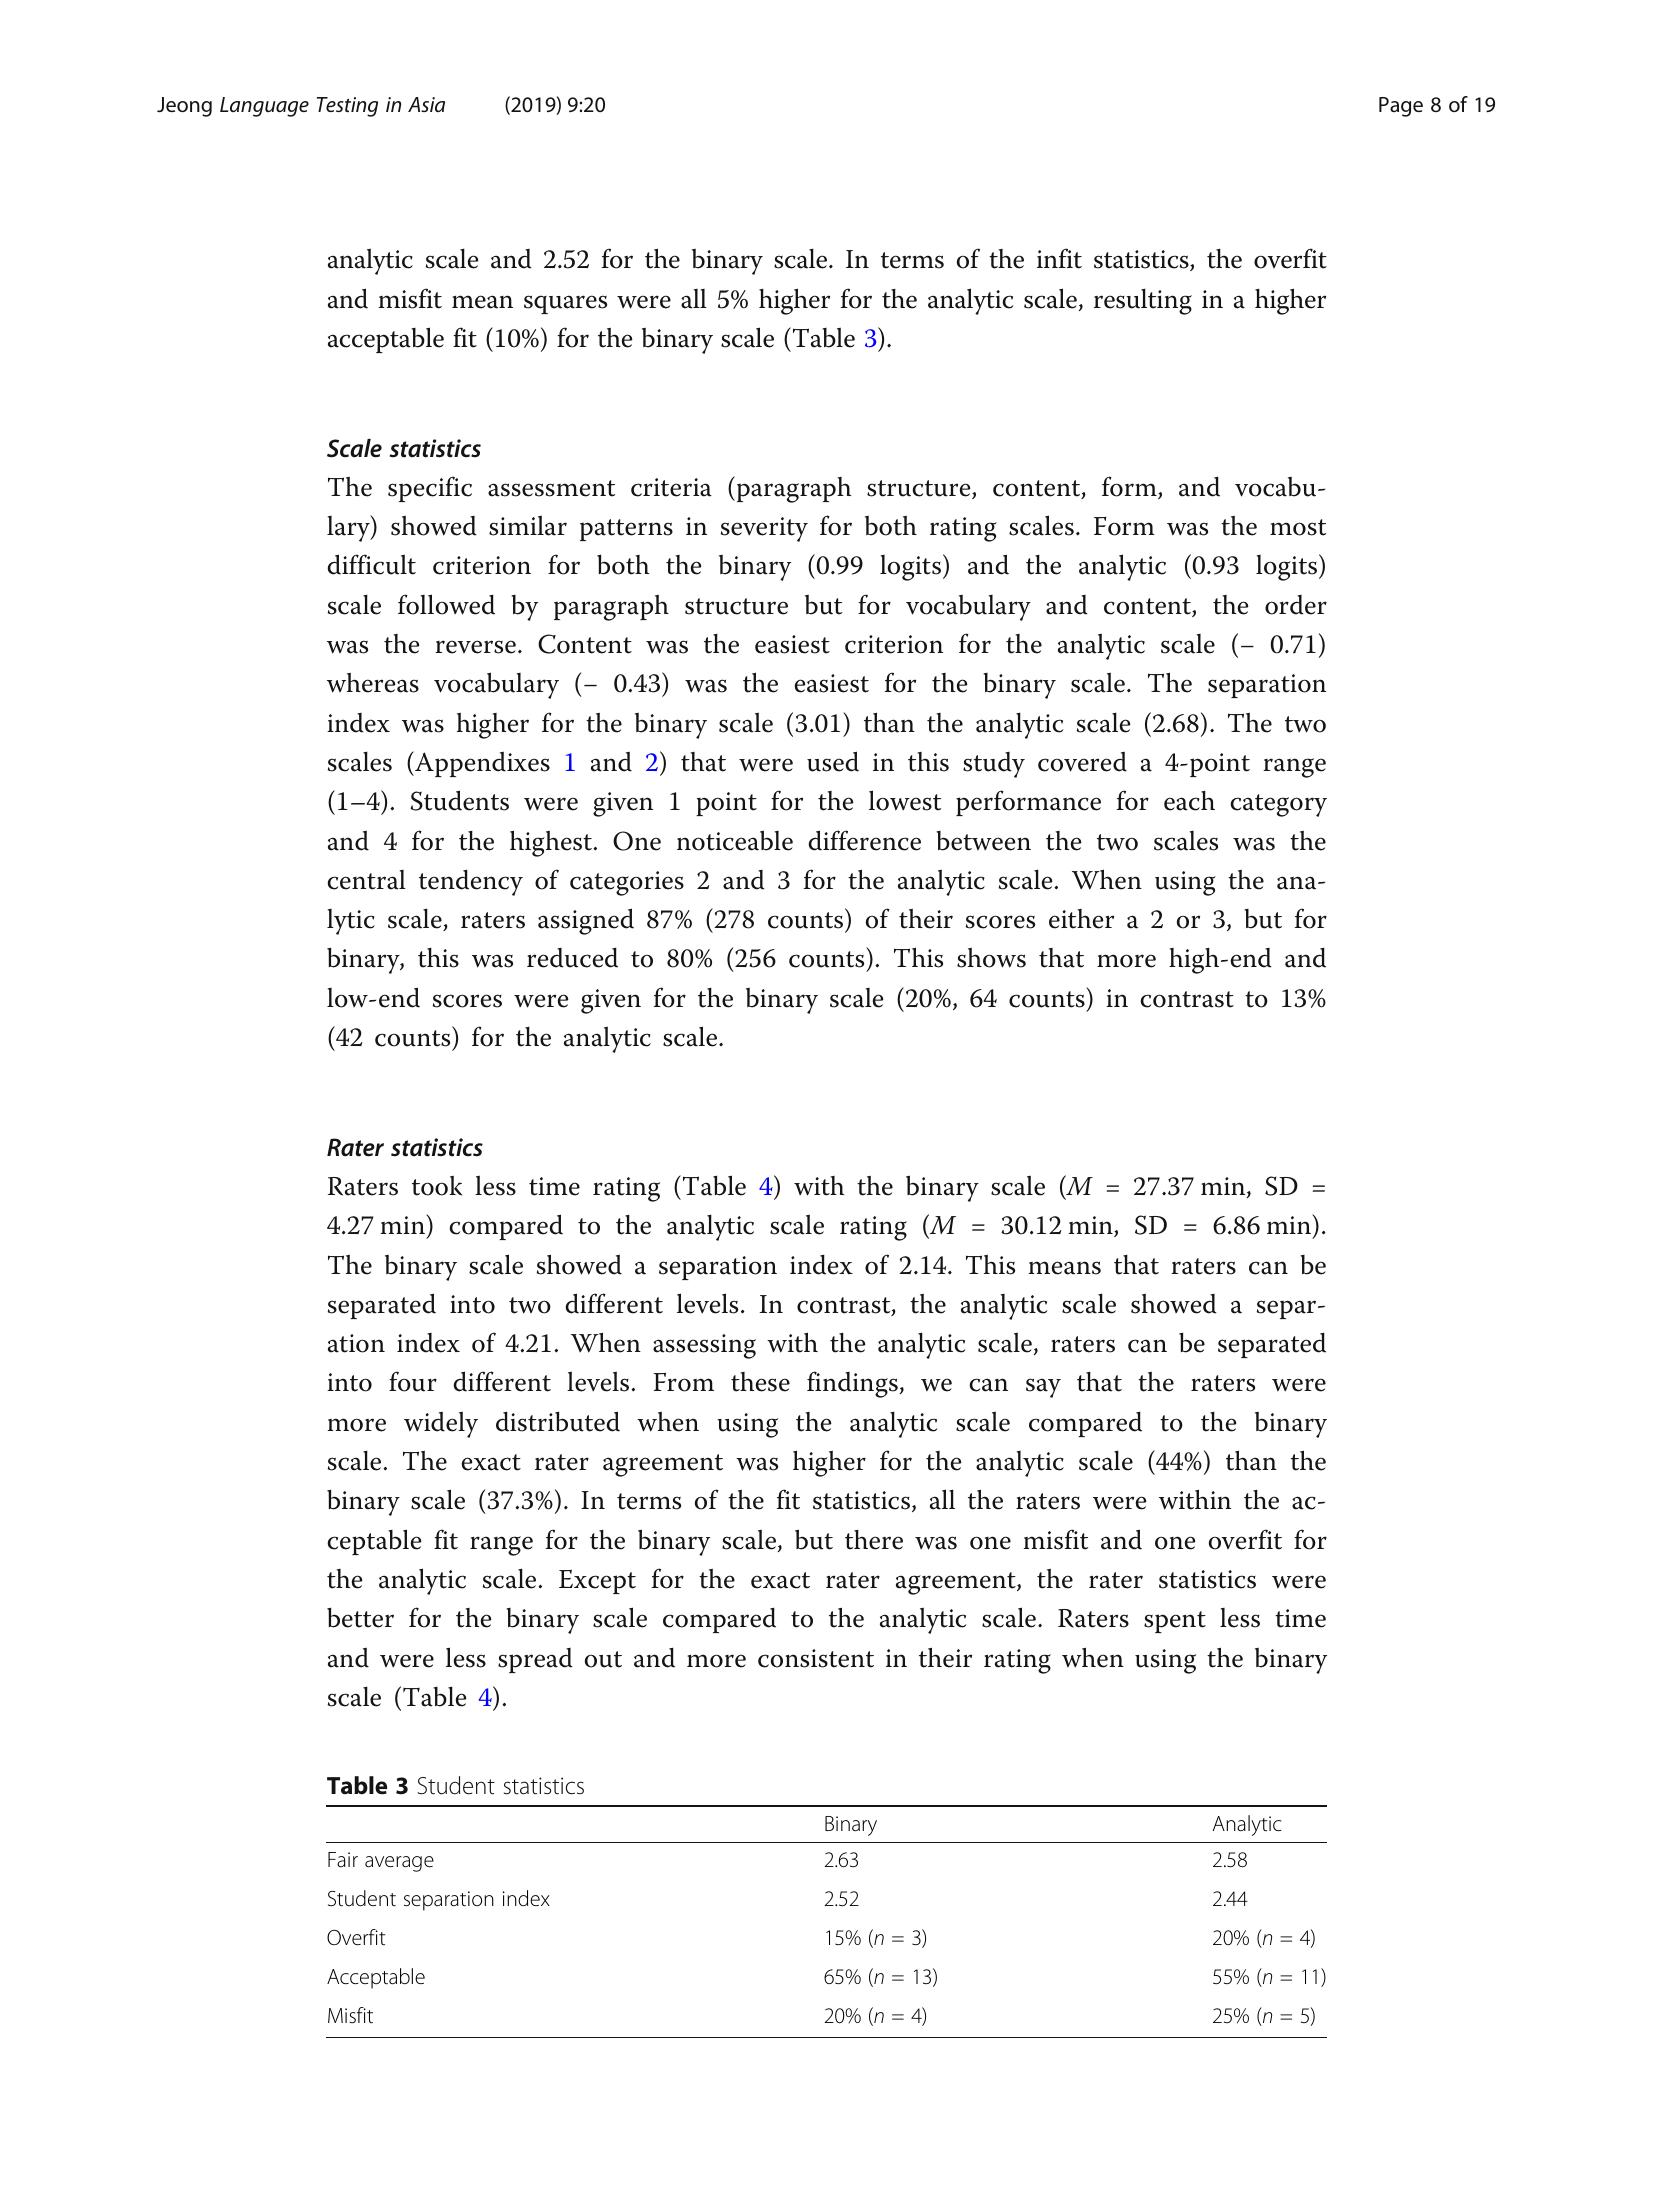 Jeong Language Testing in Asia (2019) 9:20 Page 8 of 19
analytic scale and 2.52 for the binary scale. In terms of the infit statistics, the overfit
and misfit mean squares were all 5% higher for the analytic scale, resulting in a higher
acceptable fit (10%) for the binary scale (Table 3).
Scale statistics
The specific assessment criteria (paragraph structure, content, form, and vocabu-
lary) showed similar patterns in severity for both rating scales. Form was the most
difficult criterion for both the binary (0.99 logits) and the analytic (0.93 logits)
scale followed by paragraph structure but for vocabulary and content, the order
was the reverse. Content was the easiest criterion for the analytic scale (– 0.71)
whereas vocabulary (– 0.43) was the easiest for the binary scale. The separation
index was higher for the binary scale (3.01) than the analytic scale (2.68). The two
scales (Appendixes 1 and 2) that were used in this study covered a 4-point range
(1–4). Students were given 1 point for the lowest performance for each category
and 4 for the highest. One noticeable difference between the two scales was the
central tendency of categories 2 and 3 for the analytic scale. When using the ana-
lytic scale, raters assigned 87% (278 counts) of their scores either a 2 or 3, but for
binary, this was reduced to 80% (256 counts). This shows that more high-end and
low-end scores were given for the binary scale (20%, 64 counts) in contrast to 13%
(42 counts) for the analytic scale.
Rater statistics
Raters took less time rating (Table 4) with the binary scale (M = 27.37 min, SD =
4.27 min) compared to the analytic scale rating (M = 30.12 min, SD = 6.86 min).
The binary scale showed a separation index of 2.14. This means that raters can be
separated into two different levels. In contrast, the analytic scale showed a separ-
ation index of 4.21. When assessing with the analytic scale, raters can be separated
into four different levels. From these findings, we can say that the raters were
more widely distributed when using the analytic scale compared to the binary
scale. The exact rater agreement was higher for the analytic scale (44%) than the
binary scale (37.3%). In terms of the fit statistics, all the raters were within the ac-
ceptable fit range for the binary scale, but there was one misfit and one overfit for
the analytic scale. Except for the exact rater agreement, the rater statistics were
better for the binary scale compared to the analytic scale. Raters spent less time
and were less spread out and more consistent in their rating when using the binary
scale (Table 4).
Table 3 Student statistics
Binary Analytic
Fair average 2.63 2.58
Student separation index 2.52 2.44
Overfit 15% (n = 3) 20% (n = 4)
Acceptable 65% (n = 13) 55% (n = 11)
Misfit 20% (n = 4) 25% (n = 5)